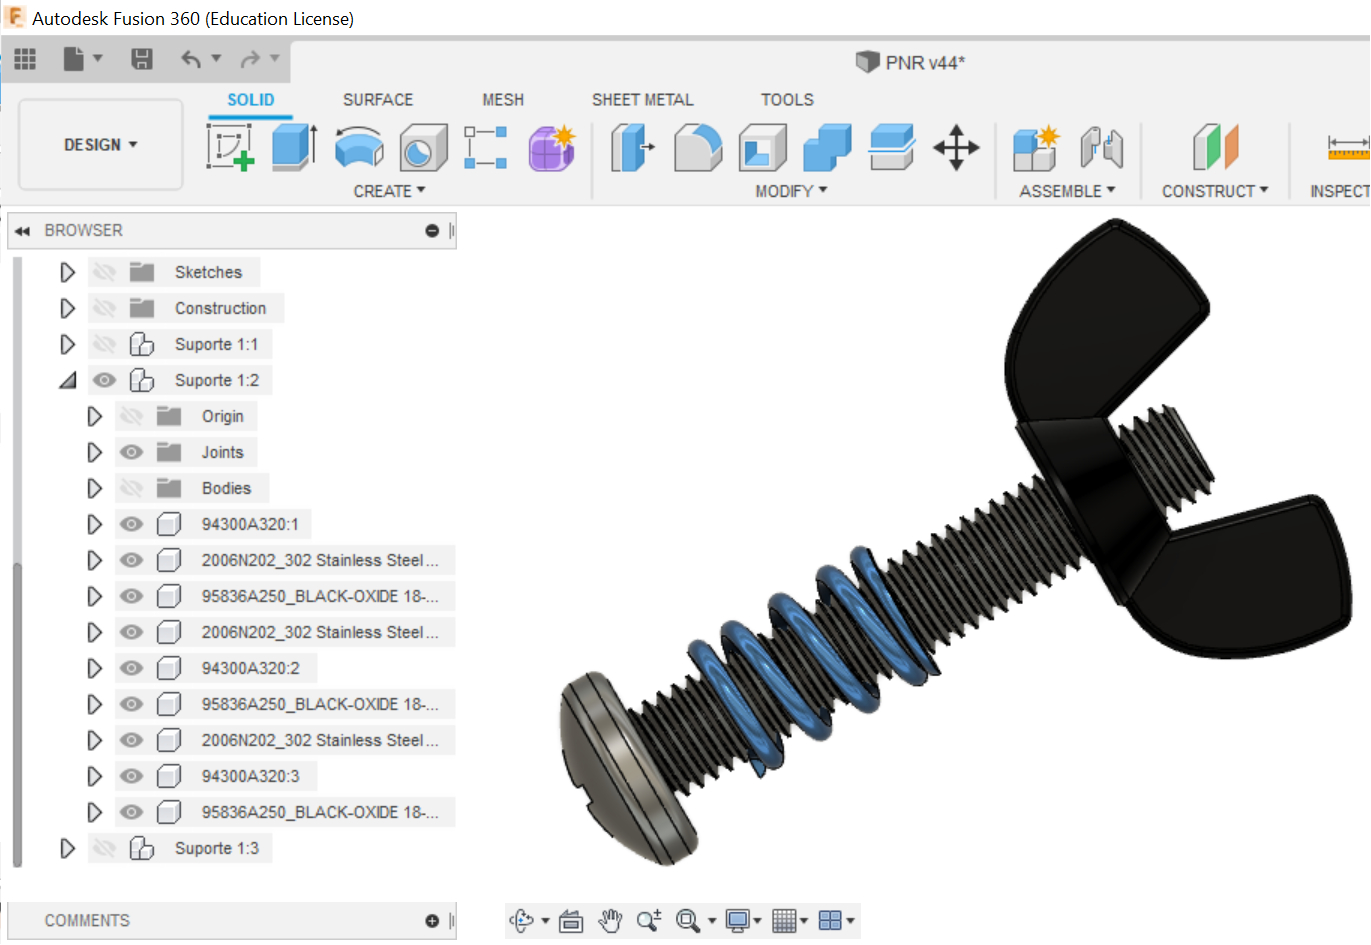 Autodesk Fusion 360 (Education License)
PNR v44*
SOLID SURFACE MESH SHEET METAL TOOLS
DESIGN
CREATE MODIFY ASSEMBLE CONSTRUCT INSPECT
BROWSER
Sketches
Construction
Suporte 1:1
Suporte 1:2
Origin
Joints
Bodies
94300A320:1
2006N202_302 Stainless Steel...
95836A250_BLACK-OXIDE 18-...
2006N202_302 Stainless Steel...
94300A320:2
95836A250_BLACK-OXIDE 18-...
2006N202_302 Stainless Steel...
94300A320:3
95836A250_BLACK-OXIDE 18-...
Suporte 1:3
COMMENTS